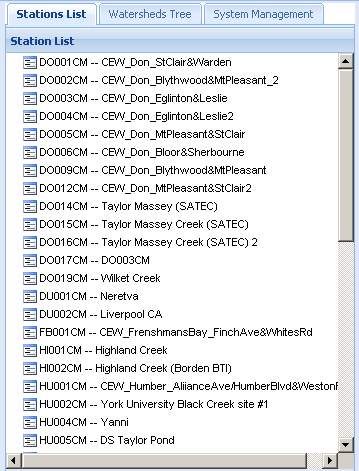 Stations List Watersheds Tree System Management
Station List
DO001CM -- CEW_Don_StClair&Warden
DO002CM -- CEW_Don_Blythwood&MtPleasant_2
DO003CM -- CEW_Don_Eglinton&Leslie
DO004CM -- CEW_Don_Eglinton&Leslie2
DO005CM -- CEW_Don_MtPleasant&StClair
DO006CM -- CEW_Don_Bloor&Sherbourne
DO009CM -- CEW_Don_Blythwood&MtPleasant
DO012CM -- CEW_Don_MtPleasant&StClair2
DO014CM -- Taylor Massey (SATEC)
DO015CM -- Taylor Massey Creek (SATEC)
DO016CM -- Taylor Massey Creek (SATEC) 2
DO017CM -- DO003CM
DO019CM -- Wilket Creek
DU001CM -- Neretva
DU002CM -- Liverpool CA
FB001CM -- CEW_FrenshmansBay_FinchAve&WhitesRd
HI001CM -- Highland Creek
HI002CM -- Highland Creek (Borden BTI)
HU001CM -- CEW_Humber_AliianceAve/HumberBlvd&WestonR
HU002CM -- York University Black Creek site #1
HU004CM -- Yanni
HU005CM -- DS Taylor Pond